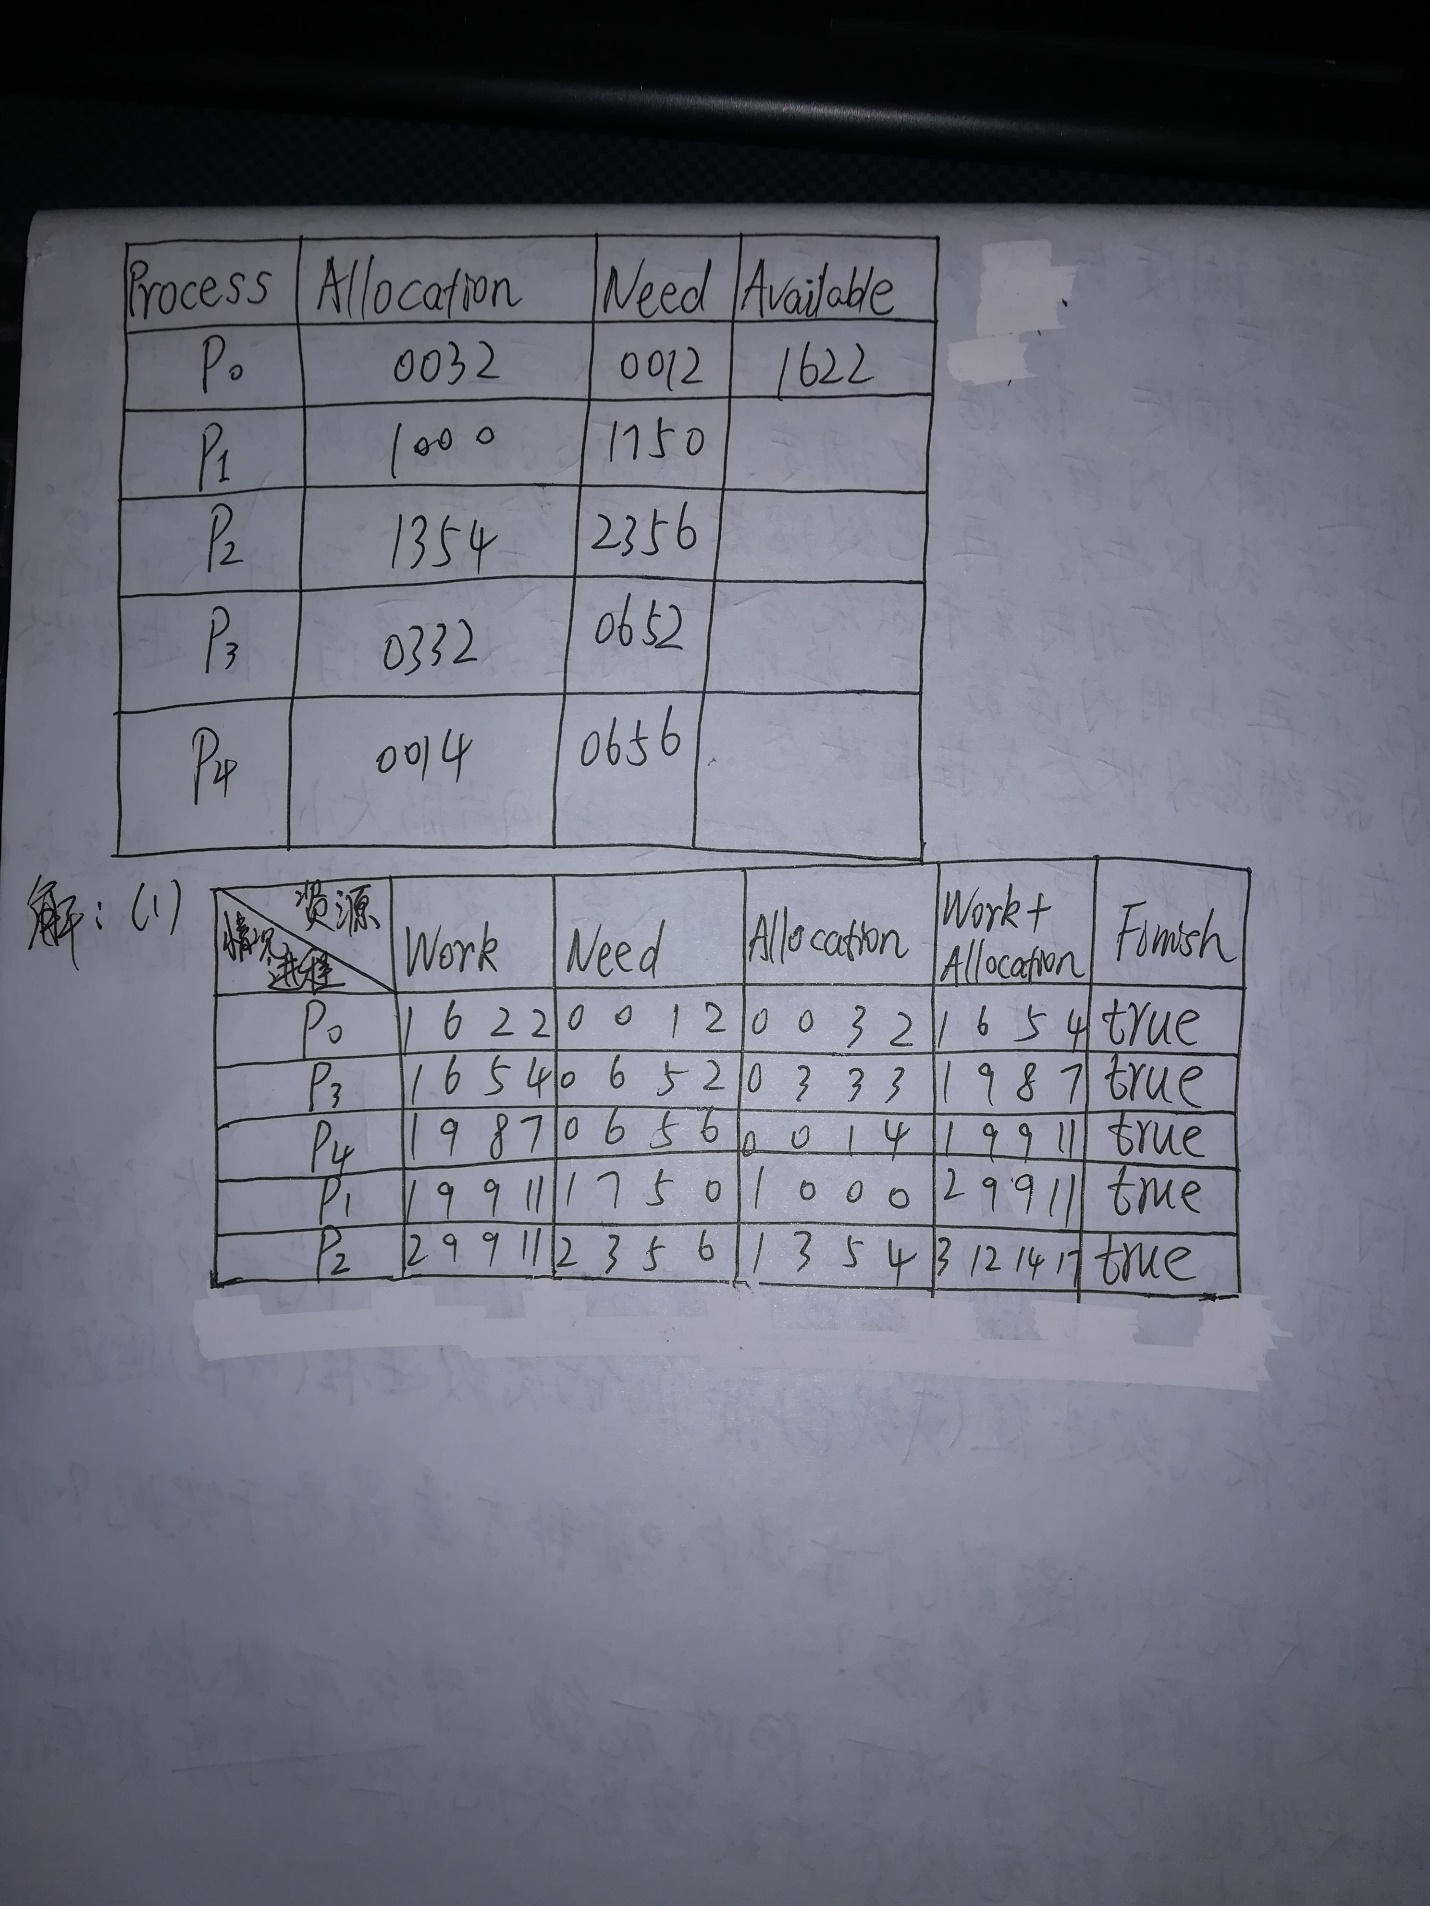 Process Allocation Need Available
P0 0032 0012 1622
P1 1000 1750
P2 1354 2356
P3 0332 0652
P4 0014 0656
解:(1)
资源
情况
进程
Work Need Allocation Work+ Allocation Finish
P0 1 6 2 2 0 0 1 2 0 0 3 2 1 6 5 4 true
P3 1 6 5 4 0 6 5 2 0 3 3 3 1 9 8 7 true
P4 1 9 8 7 0 6 5 6 0 0 1 4 1 9 9 11 true
P1 1 9 9 11 1 7 5 0 1 0 0 0 2 9 9 11 true
P2 2 9 9 11 2 3 5 6 1 3 5 4 3 12 14 17 true